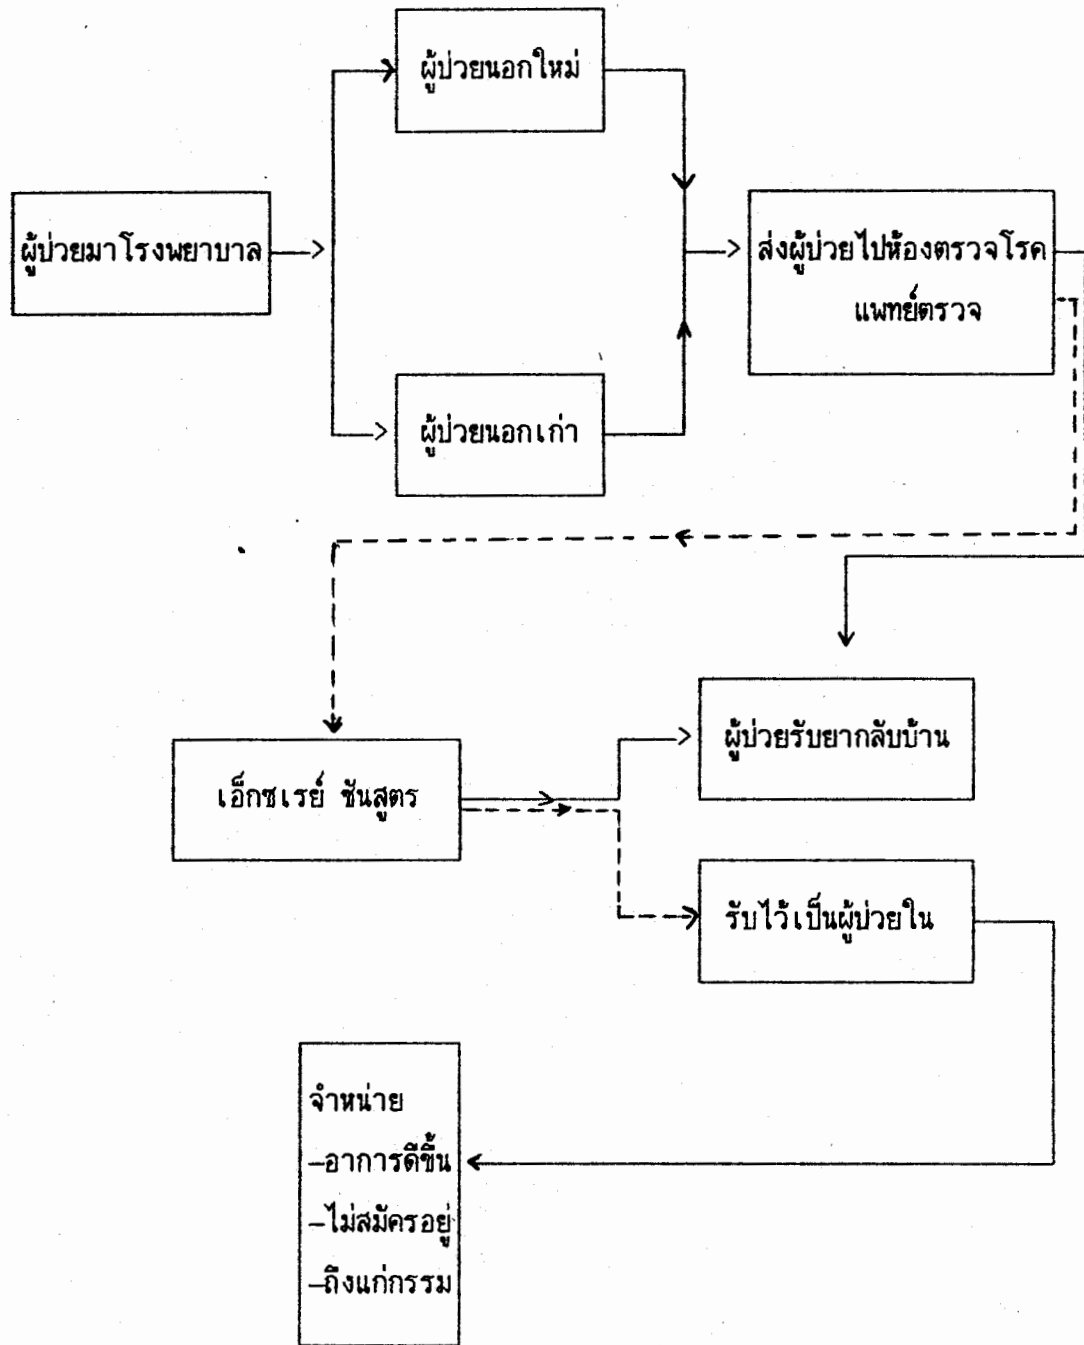 ผู้ป่วยนอกใหม่
ผู้ป่วยมาโรงพยาบาล
ส่งผู้ป่วยไปห้องตรวจโรค
แพทย์ตรวจ
ผู้ป่วยนอกเก่า
ผู้ป่วยรับยากลับบ้าน
เอ็กซเรย์ ชันสูตร
รับไว้เป็นผู้ป่วยใน
จำหน่าย
-อาการดีขึ้น
-ไม่สมัครอยู่
-ถึงแก่กรรม